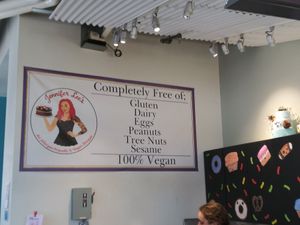 Jennifer Lee's
Completely Free of:
Gluten
Dairy
Eggs
Peanuts
Tree Nuts
Sesame
100% Vegan